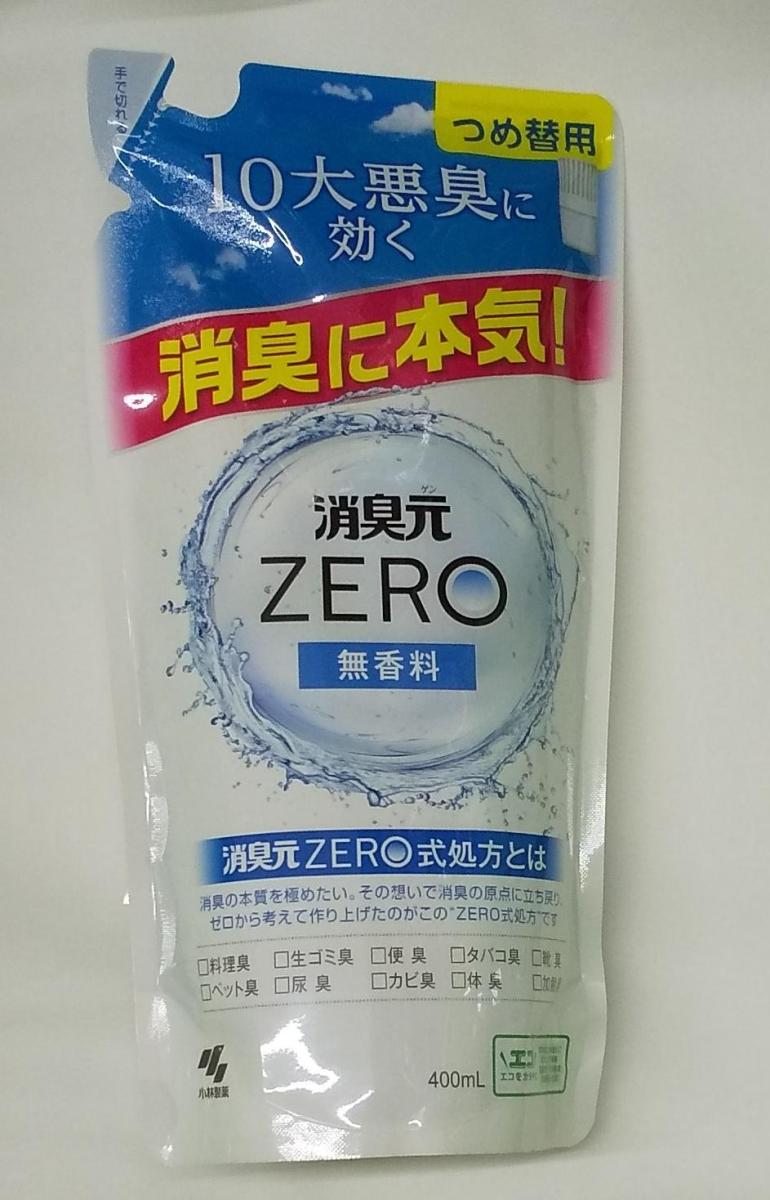 手で切れる
つめ替用
10大悪臭に
効く
消臭に本気!
ゲン
消臭元
ZERO
無香料
消臭元ZERO式処方とは
消臭の本質を極めたい。その想いで消臭の原点に立ち戻り、
ゼロから考えて作り上げたのがこの"ZERO式処方"です
□料理臭 □生ゴミ臭 □便 臭 □タバコ臭 □靴 臭
□ペット臭 □尿 臭 □カビ臭 □体 臭 □加齢
小林製薬
400mL
エコ